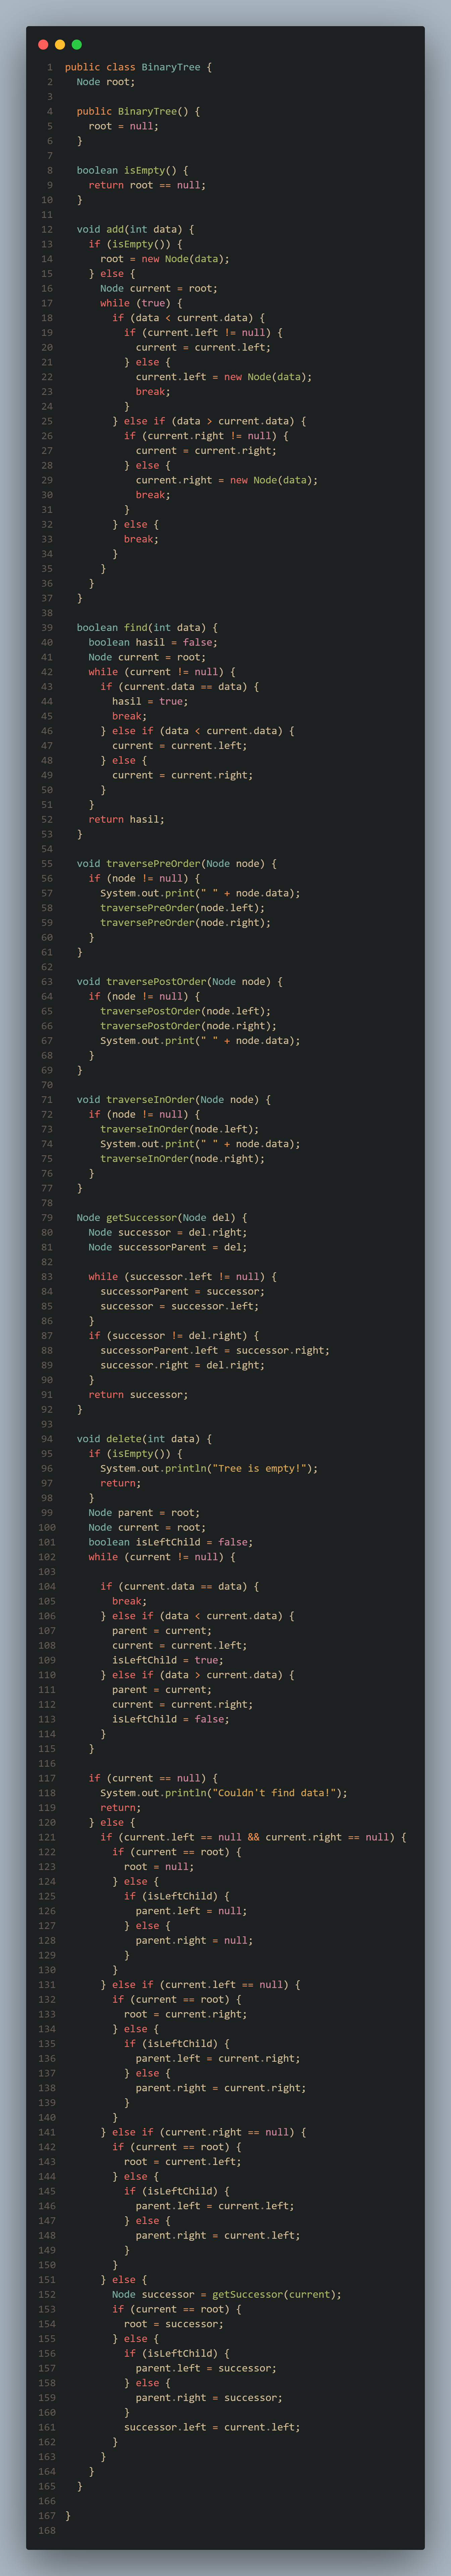 1 public class BinaryTree {
2   Node root;
3
4   public BinaryTree() {
5     root = null;
6   }
7
8   boolean isEmpty() {
9     return root == null;
10   }
11
12   void add(int data) {
13     if (isEmpty()) {
14       root = new Node(data);
15     } else {
16       Node current = root;
17       while (true) {
18         if (data < current.data) {
19           if (current.left != null) {
20             current = current.left;
21           } else {
22             current.left = new Node(data);
23             break;
24           }
25         } else if (data > current.data) {
26           if (current.right != null) {
27             current = current.right;
28           } else {
29             current.right = new Node(data);
30             break;
31           }
32         } else {
33           break;
34         }
35       }
36     }
37   }
38
39   boolean find(int data) {
40     boolean hasil = false;
41     Node current = root;
42     while (current != null) {
43       if (current.data == data) {
44         hasil = true;
45         break;
46       } else if (data < current.data) {
47         current = current.left;
48       } else {
49         current = current.right;
50       }
51     }
52     return hasil;
53   }
54
55   void traversePreOrder(Node node) {
56     if (node != null) {
57       System.out.print(" " + node.data);
58       traversePreOrder(node.left);
59       traversePreOrder(node.right);
60     }
61   }
62
63   void traversePostOrder(Node node) {
64     if (node != null) {
65       traversePostOrder(node.left);
66       traversePostOrder(node.right);
67       System.out.print(" " + node.data);
68     }
69   }
70
71   void traverseInOrder(Node node) {
72     if (node != null) {
73       traverseInOrder(node.left);
74       System.out.print(" " + node.data);
75       traverseInOrder(node.right);
76     }
77   }
78
79   Node getSuccessor(Node del) {
80     Node successor = del.right;
81     Node successorParent = del;
82
83     while (successor.left != null) {
84       successorParent = successor;
85       successor = successor.left;
86     }
87     if (successor != del.right) {
88       successorParent.left = successor.right;
89       successor.right = del.right;
90     }
91     return successor;
92   }
93
94   void delete(int data) {
95     if (isEmpty()) {
96       System.out.println("Tree is empty!");
97       return;
98     }
99     Node parent = root;
100     Node current = root;
101     boolean isLeftChild = false;
102     while (current != null) {
103
104       if (current.data == data) {
105         break;
106       } else if (data < current.data) {
107         parent = current;
108         current = current.left;
109         isLeftChild = true;
110       } else if (data > current.data) {
111         parent = current;
112         current = current.right;
113         isLeftChild = false;
114       }
115     }
116
117     if (current == null) {
118       System.out.println("Couldn't find data!");
119       return;
120     } else {
121       if (current.left == null && current.right == null) {
122         if (current == root) {
123           root = null;
124         } else {
125           if (isLeftChild) {
126             parent.left = null;
127           } else {
128             parent.right = null;
129           }
130         }
131       } else if (current.left == null) {
132         if (current == root) {
133           root = current.right;
134         } else {
135           if (isLeftChild) {
136             parent.left = current.right;
137           } else {
138             parent.right = current.right;
139           }
140         }
141       } else if (current.right == null) {
142         if (current == root) {
143           root = current.left;
144         } else {
145           if (isLeftChild) {
146             parent.left = current.left;
147           } else {
148             parent.right = current.left;
149           }
150         }
151       } else {
152         Node successor = getSuccessor(current);
153         if (current == root) {
154           root = successor;
155         } else {
156           if (isLeftChild) {
157             parent.left = successor;
158           } else {
159             parent.right = successor;
160           }
161           successor.left = current.left;
162         }
163       }
164     }
165   }
166
167 }
168